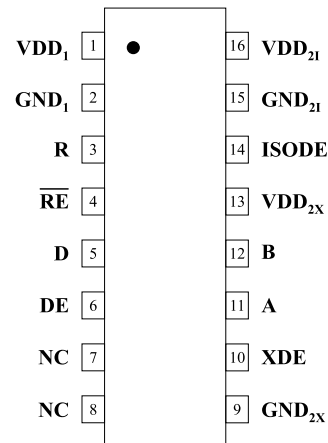 VDD₁ 1 16 VDD₂I
GND₁ 2 15 GND₂I
R 3 14 ISODE
R̅E̅ 4 13 VDD₂X
D 5 12 B
DE 6 11 A
NC 7 10 XDE
NC 8 9 GND₂X